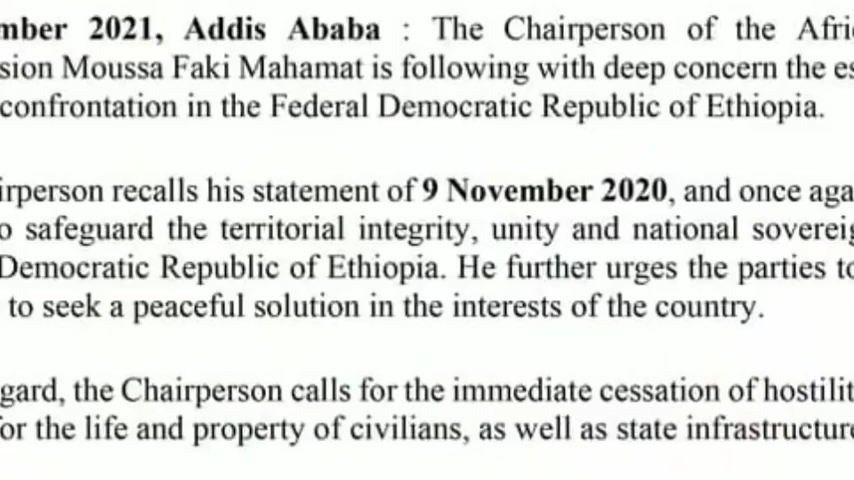 mber 2021, Addis Ababa : The Chairperson of the Afri
sion Moussa Faki Mahamat is following with deep concern the es
confrontation in the Federal Democratic Republic of Ethiopia.
irperson recalls his statement of 9 November 2020, and once aga
o safeguard the territorial integrity, unity and national sovereig
Democratic Republic of Ethiopia. He further urges the parties to
to seek a peaceful solution in the interests of the country.
gard, the Chairperson calls for the immediate cessation of hostilit
or the life and property of civilians, as well as state infrastructure